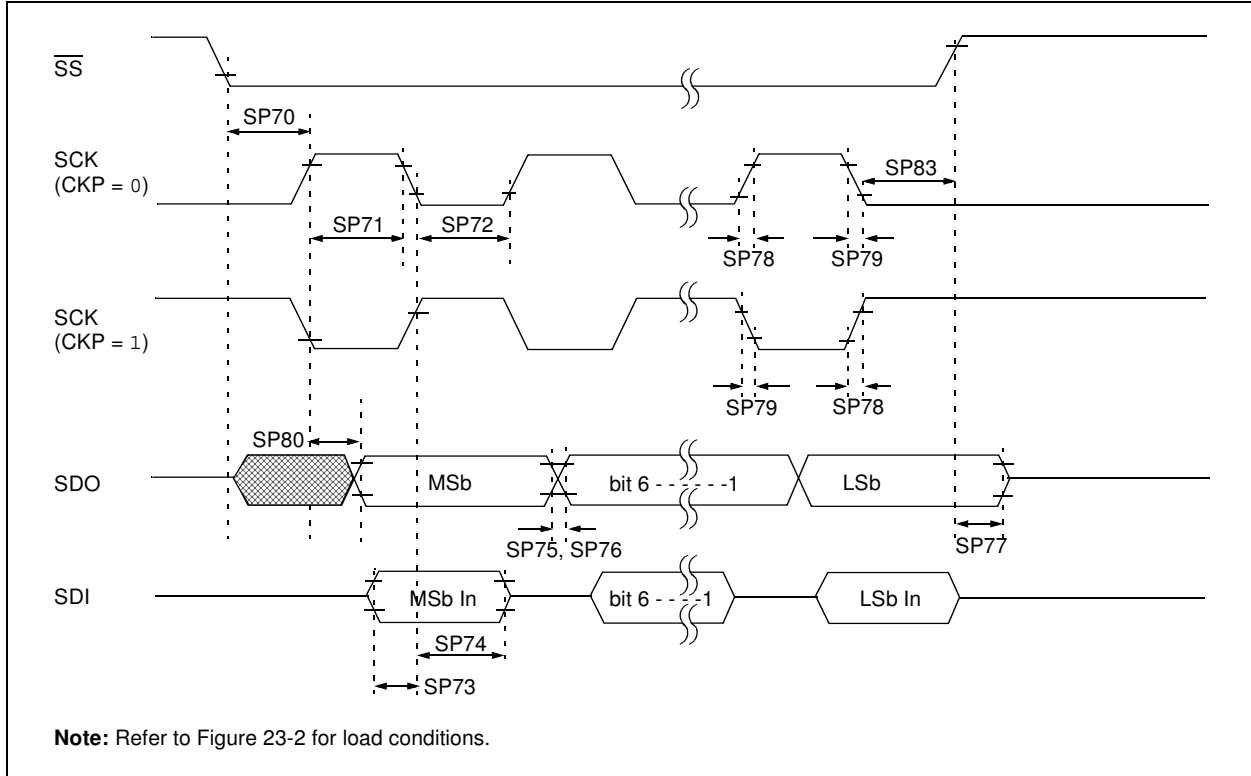 SS
SP70
SCK
(CKP = 0)
SP83
SP71
SP72
SP78
SP79
SCK
(CKP = 1)
SP79
SP78
SP80
SDO
MSb
bit 6 - - - - - -1
LSb
SP75, SP76
SP77
SDI
MSb In
bit 6 - - - -1
LSb In
SP74
SP73
Note: Refer to Figure 23-2 for load conditions.